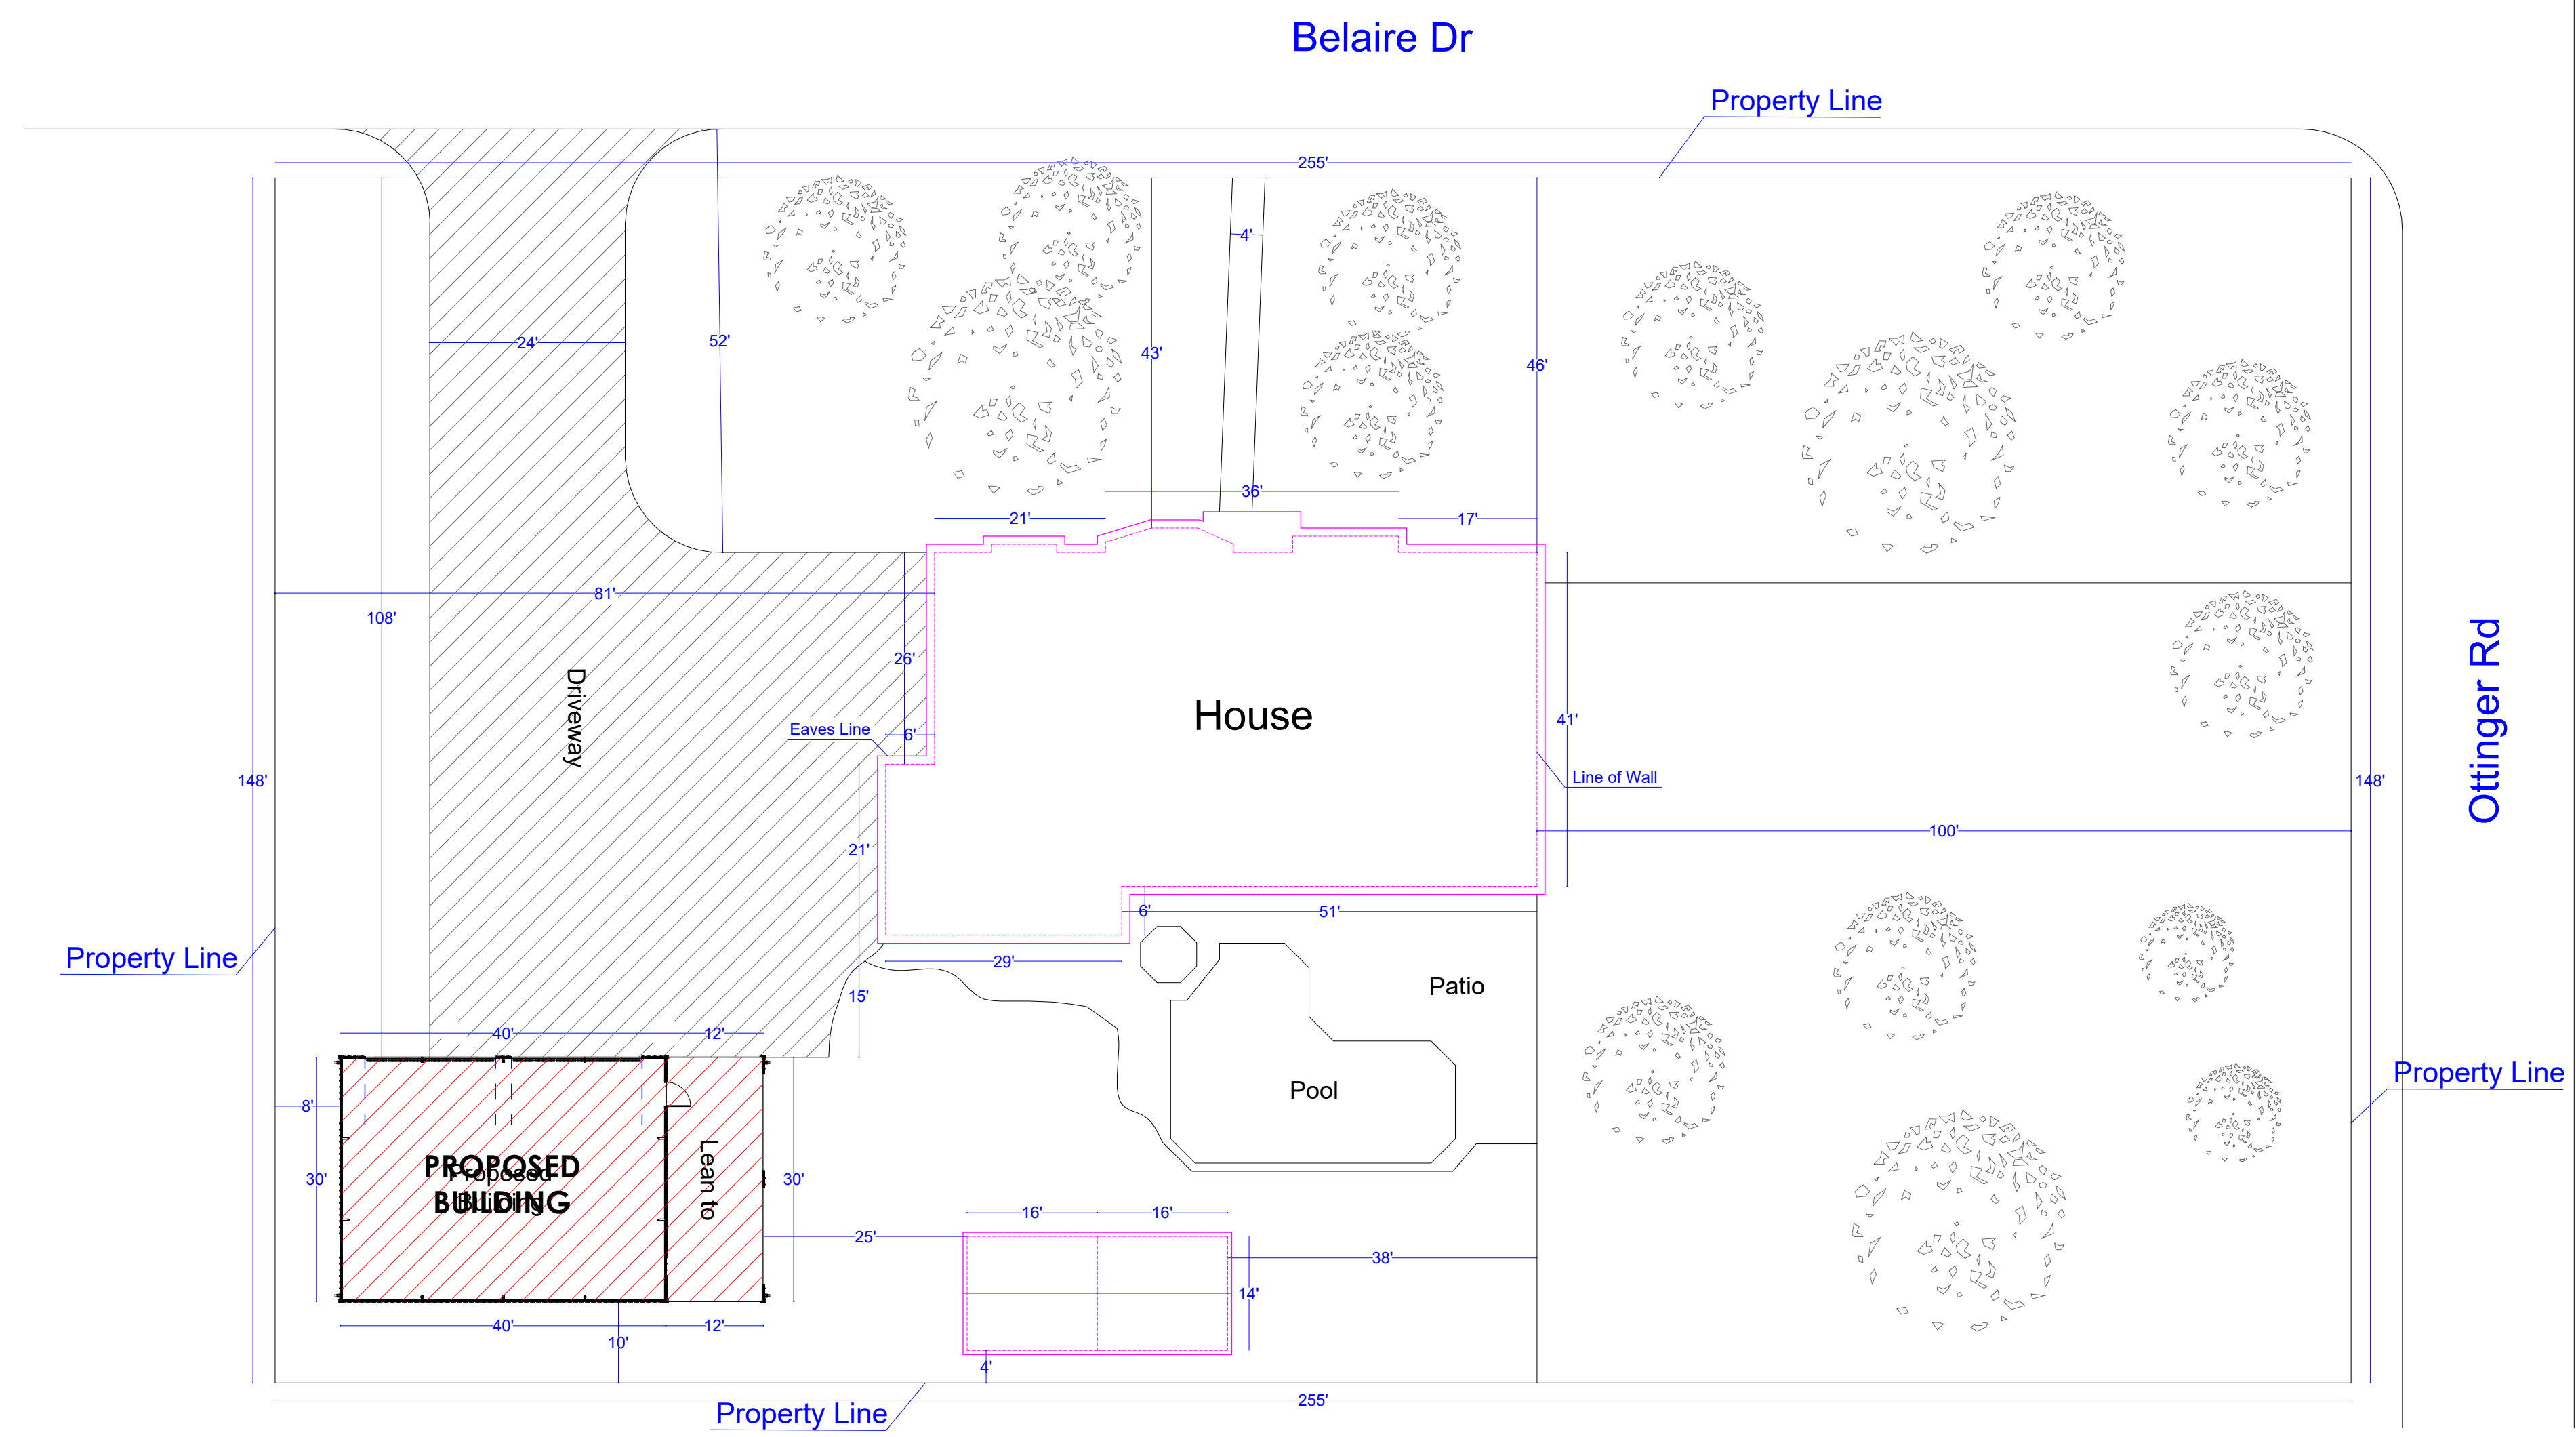 Belaire Dr
Property Line
255'
4'
24'
52'
43'
46'
36'
21'
17'
81'
108'
26'
Driveway
House
Eaves Line
6'
41'
Line of Wall
148'
148'
Ottinger Rd
100'
21'
6'
51'
Property Line
29'
15'
Patio
40'
12'
Pool
Property Line
8'
PROPOSED
BUILDING
Proposed
Building
Lean to
30'
30'
16'
16'
25'
38'
14'
40'
12'
10'
4'
255'
Property Line